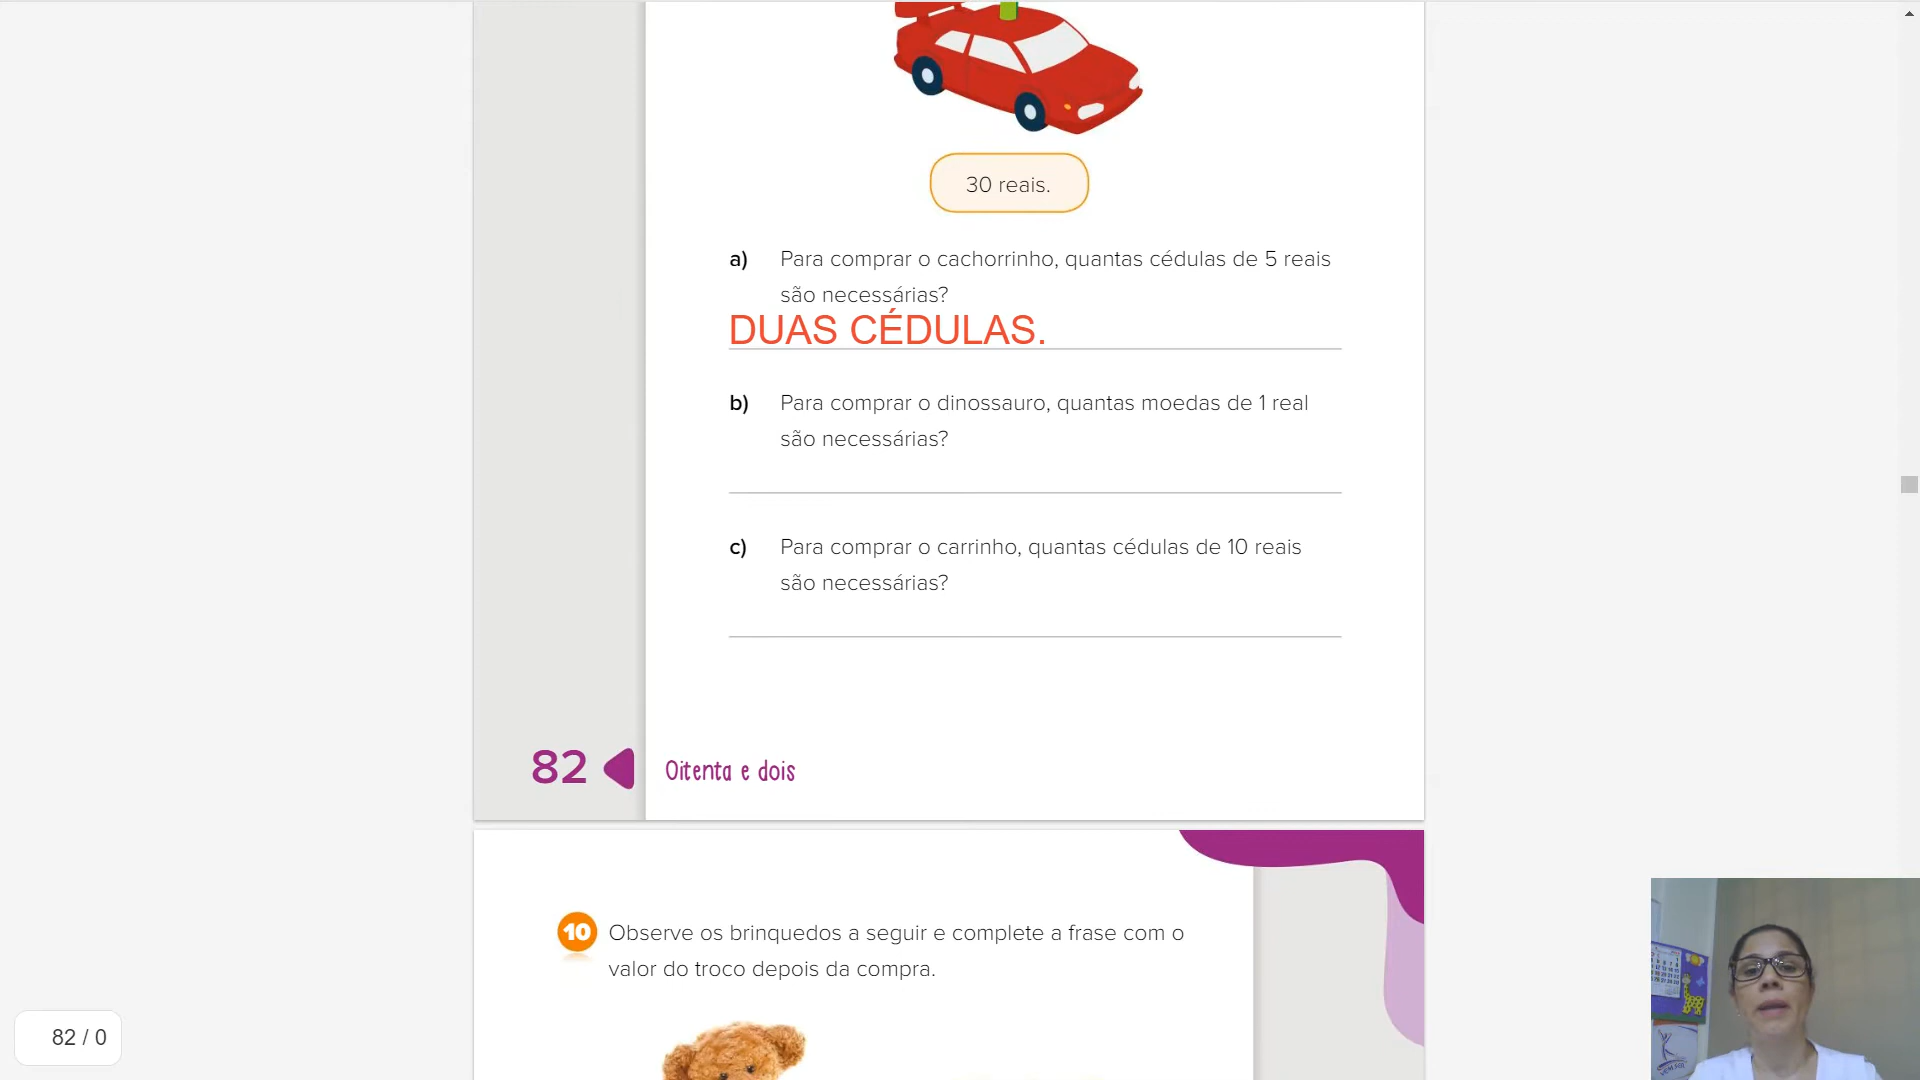 30 reais.
a) Para comprar o cachorrinho, quantas cédulas de 5 reais
são necessárias?
DUAS CÉDULAS.
b) Para comprar o dinossauro, quantas moedas de 1 real
são necessárias?
c) Para comprar o carrinho, quantas cédulas de 10 reais
são necessárias?
82 Oitenta e dois
10 Observe os brinquedos a seguir e complete a frase com o
valor do troco depois da compra.
82 / 0